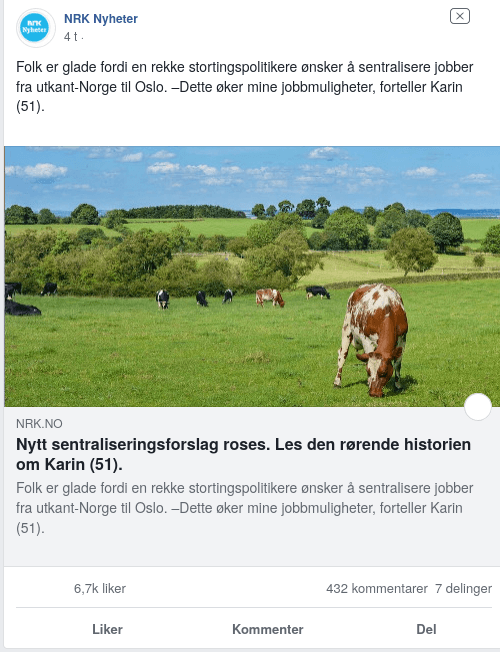 NRK Nyheter
NRK
Nyheter
4 t ·
Folk er glade fordi en rekke stortingspolitikere ønsker å sentralisere jobber
fra utkant-Norge til Oslo. –Dette øker mine jobbmuligheter, forteller Karin
(51).
NRK.NO
Nytt sentraliseringsforslag roses. Les den rørende historien
om Karin (51).
Folk er glade fordi en rekke stortingspolitikere ønsker å sentralisere jobber
fra utkant-Norge til Oslo. –Dette øker mine jobbmuligheter, forteller Karin
(51).
6,7k liker 432 kommentarer 7 delinger
Liker Kommenter Del